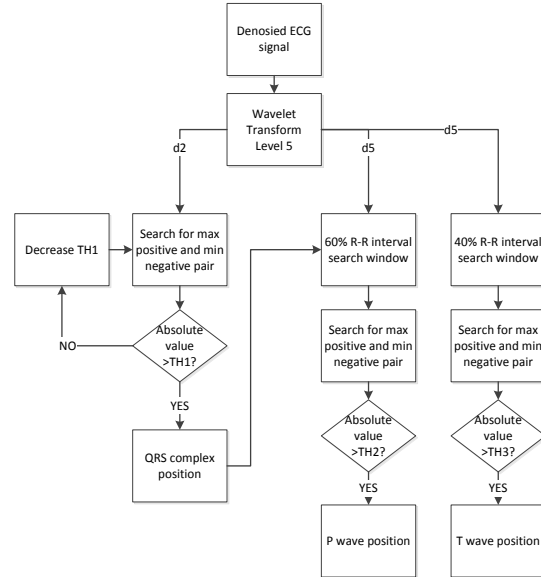 Denosied ECG
signal
Wavelet
Transform
Level 5
d2
d5
d5
Decrease TH1
Search for max
positive and min
negative pair
60% R-R interval
search window
40% R-R interval
search window
Absolute
value
>TH1?
NO
YES
Search for max
positive and min
negative pair
Search for max
positive and min
negative pair
QRS complex
position
Absolute
value
>TH2?
Absolute
value
>TH3?
YES
YES
P wave position
T wave position